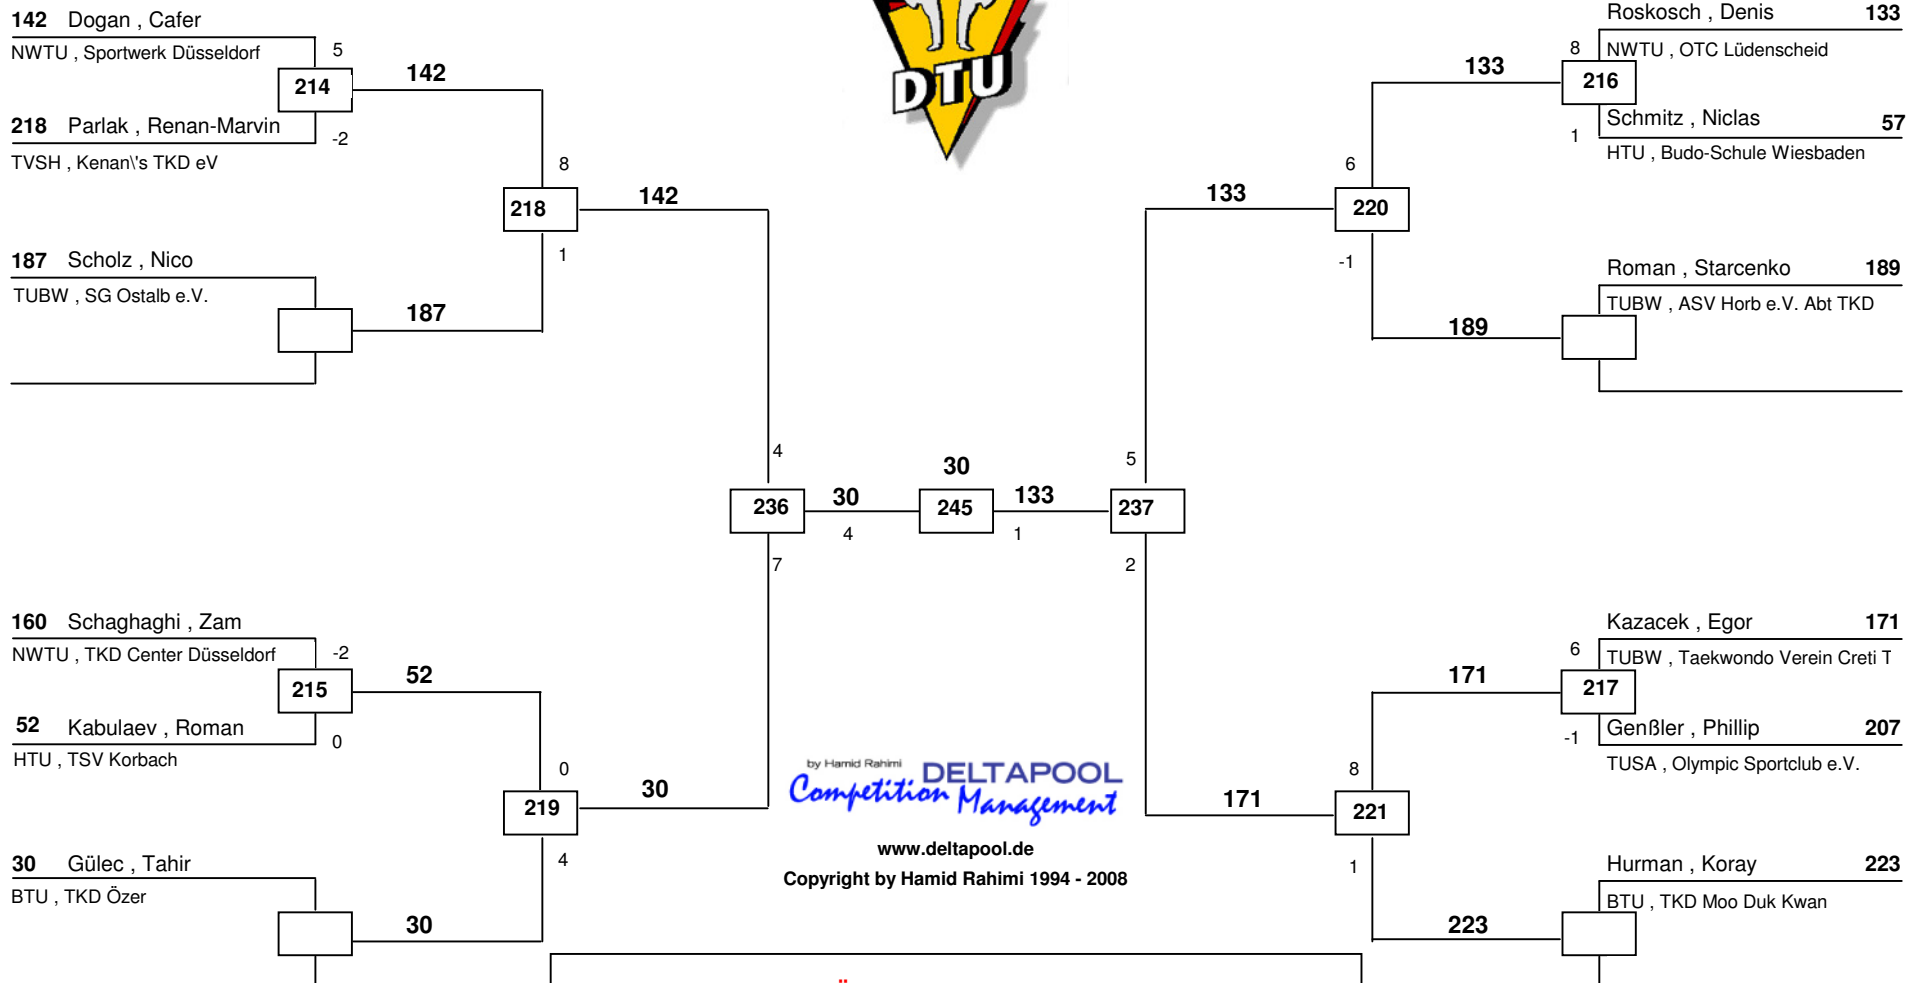 142 Dogan , Cafer
NWTU , Sportwerk Düsseldorf
5
214
142
218 Parlak , Renan-Marvin
-2
TVSH , Kenan\'s TKD eV
8
218
142
1
187 Scholz , Nico
TUBW , SG Ostalb e.V.
187
4
236
30
4
7
160 Schaghaghi , Zam
NWTU , TKD Center Düsseldorf
-2
215
52
52 Kabulaev , Roman
0
HTU , TSV Korbach
0
219
30
4
30 Gülec , Tahir
BTU , TKD Özer
30
DTU
30
245
133
1
by Hamid Rahimi
DELTAPOOL
Competition Management
www.deltapool.de
Copyright by Hamid Rahimi 1994 - 2008
Roskosch , Denis 133
8
NWTU , OTC Lüdenscheid
133
216
Schmitz , Niclas 57
1
HTU , Budo-Schule Wiesbaden
6
133
220
-1
Roman , Starcenko 189
TUBW , ASV Horb e.V. Abt TKD
189
5
237
2
Kazacek , Egor 171
6
TUBW , Taekwondo Verein Creti T
171
217
Genßler , Phillip 207
-1
TUSA , Olympic Sportclub e.V.
8
171
221
1
Hurman , Koray 223
BTU , TKD Moo Duk Kwan
223